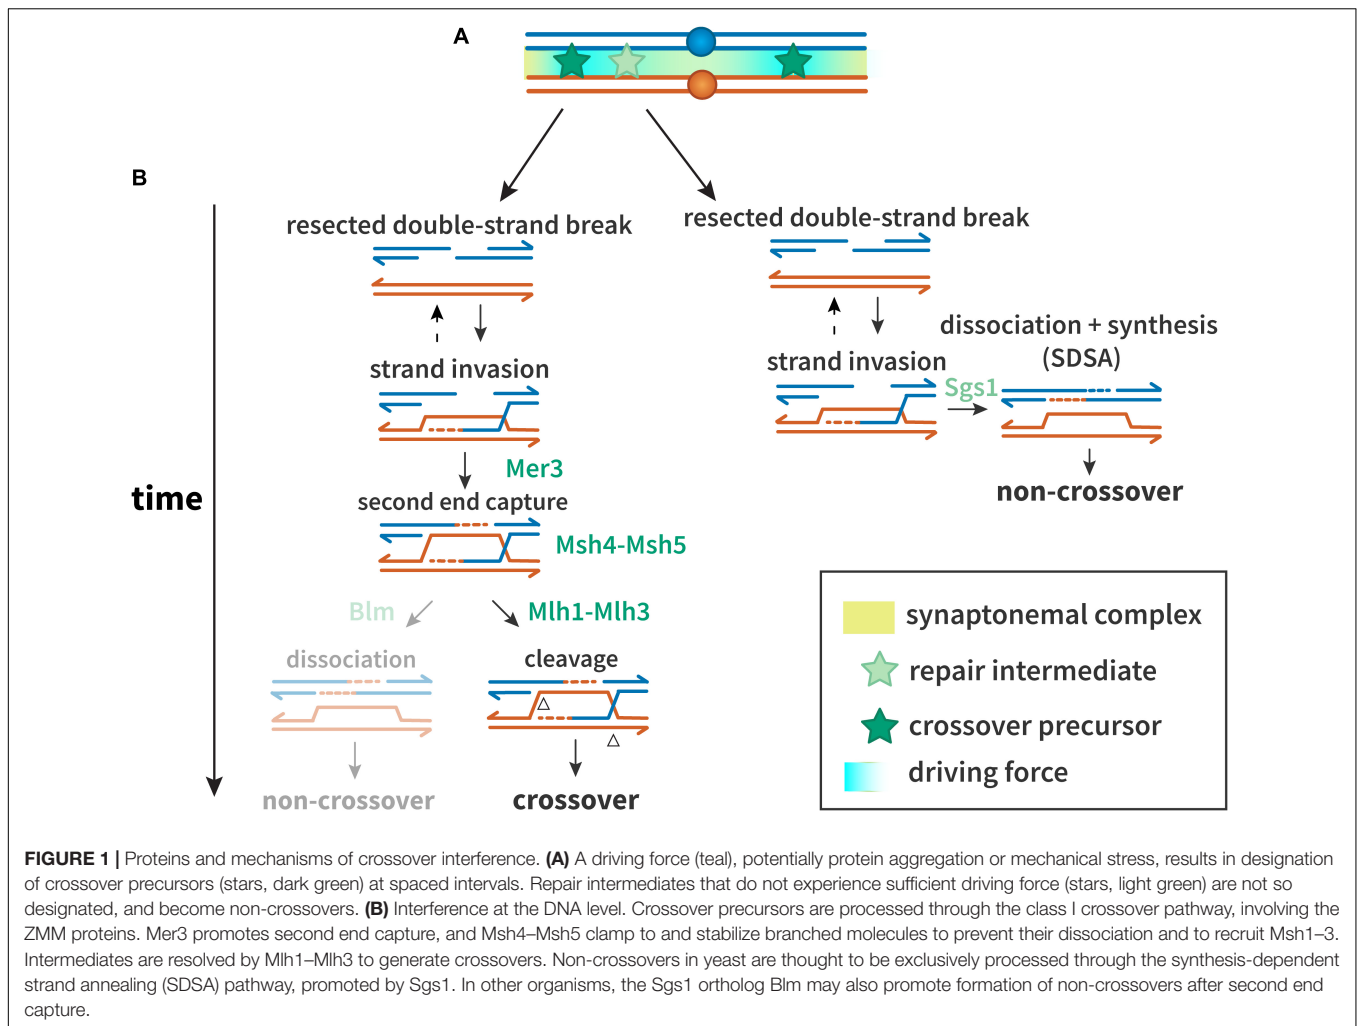 A
B
resected double-strand break
resected double-strand break
dissociation + synthesis
(SDSA)
strand invasion
strand invasion
Sgs1
Mer3
non-crossover
second end capture
time
Msh4-Msh5
Blm
Mlh1-Mlh3
dissociation
cleavage
non-crossover
crossover
synaptonemal complex
repair intermediate
crossover precursor
driving force
FIGURE 1 | Proteins and mechanisms of crossover interference. (A) A driving force (teal), potentially protein aggregation or mechanical stress, results in designation
of crossover precursors (stars, dark green) at spaced intervals. Repair intermediates that do not experience sufficient driving force (stars, light green) are not so
designated, and become non-crossovers. (B) Interference at the DNA level. Crossover precursors are processed through the class I crossover pathway, involving the
ZMM proteins. Mer3 promotes second end capture, and Msh4–Msh5 clamp to and stabilize branched molecules to prevent their dissociation and to recruit Msh1–3.
Intermediates are resolved by Mlh1–Mlh3 to generate crossovers. Non-crossovers in yeast are thought to be exclusively processed through the synthesis-dependent
strand annealing (SDSA) pathway, promoted by Sgs1. In other organisms, the Sgs1 ortholog Blm may also promote formation of non-crossovers after second end
capture.